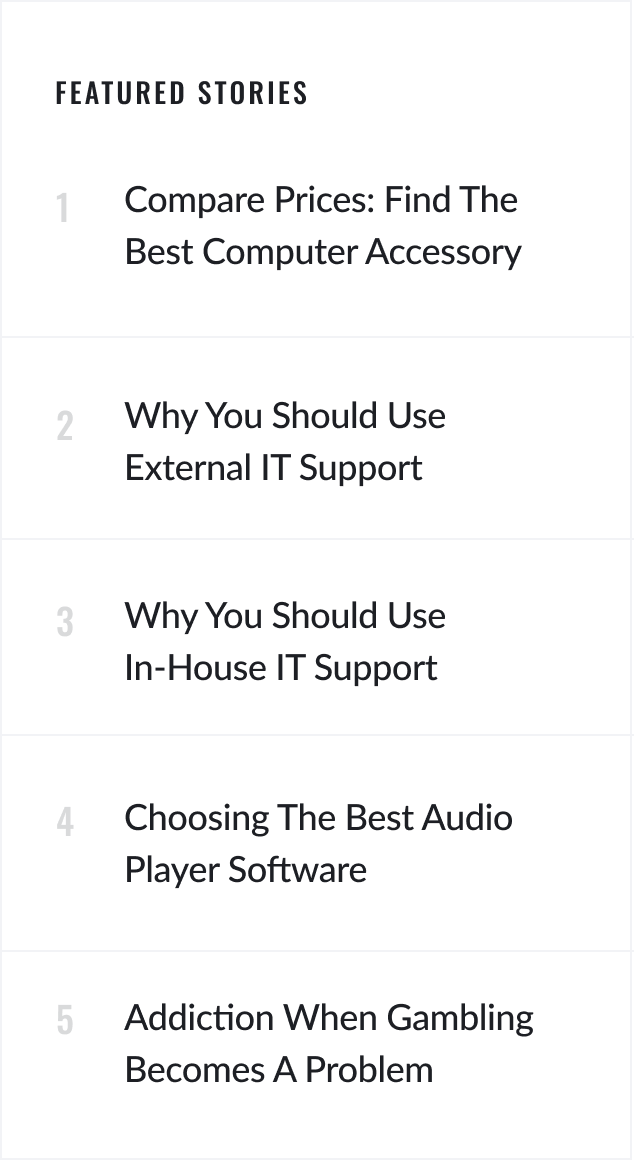 FEATURED STORIES
1
Compare Prices: Find The
Best Computer Accessory
2
Why You Should Use
External IT Support
3
Why You Should Use
In-House IT Support
4
Choosing The Best Audio
Player Software
5
Addiction When Gambling
Becomes A Problem